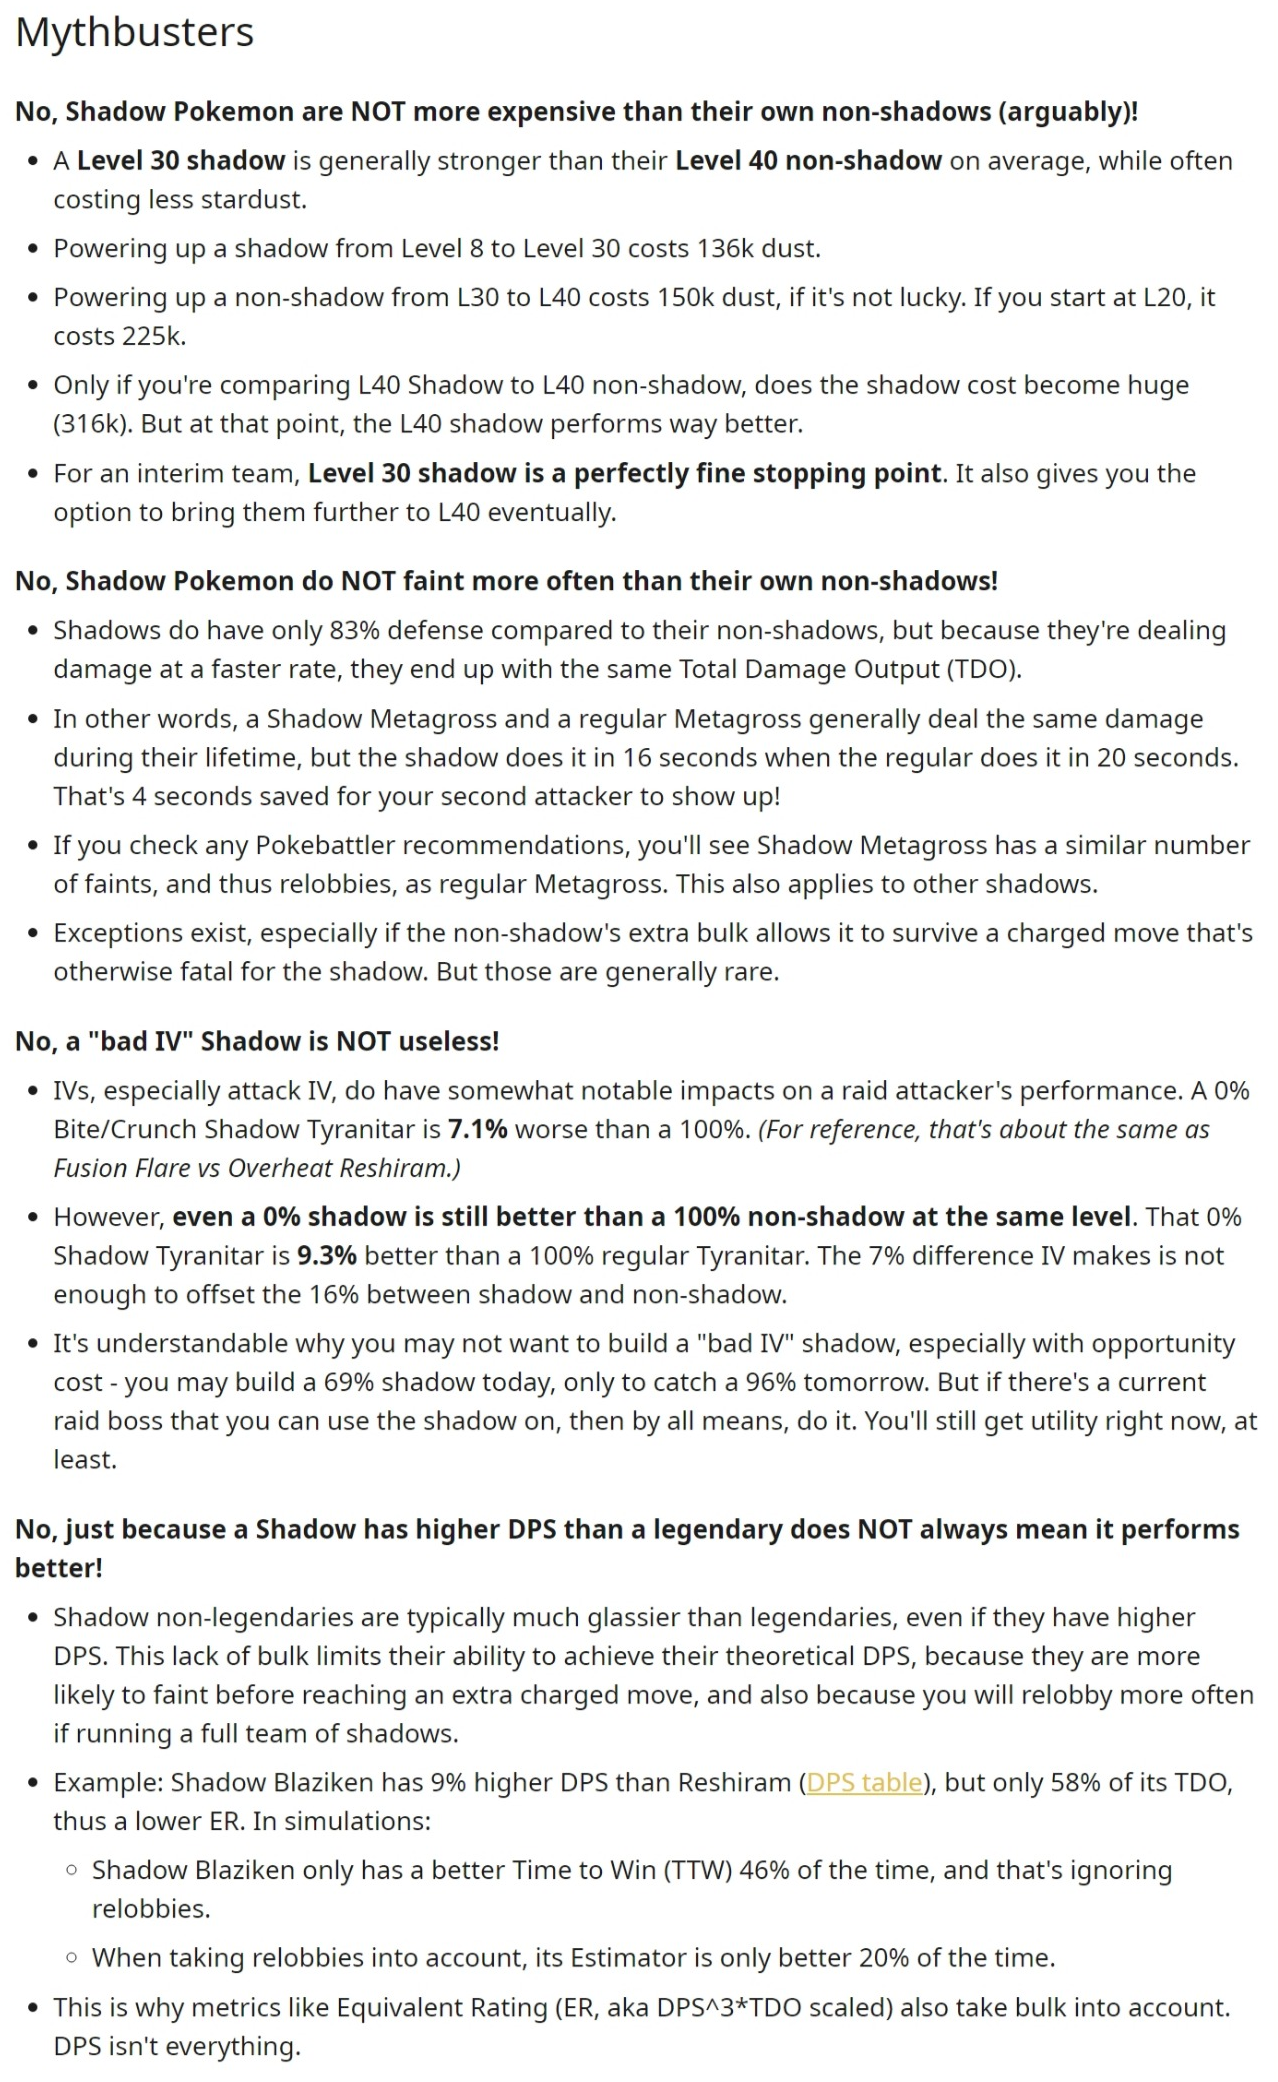 Mythbusters
No, Shadow Pokemon are NOT more expensive than their own non-shadows (arguably)!
• A Level 30 shadow is generally stronger than their Level 40 non-shadow on average, while often
costing less stardust.
• Powering up a shadow from Level 8 to Level 30 costs 136k dust.
• Powering up a non-shadow from L30 to L40 costs 150k dust, if it's not lucky. If you start at L20, it
costs 225k.
• Only if you're comparing L40 Shadow to L40 non-shadow, does the shadow cost become huge
(316k). But at that point, the L40 shadow performs way better.
• For an interim team, Level 30 shadow is a perfectly fine stopping point. It also gives you the
option to bring them further to L40 eventually.
No, Shadow Pokemon do NOT faint more often than their own non-shadows!
• Shadows do have only 83% defense compared to their non-shadows, but because they're dealing
damage at a faster rate, they end up with the same Total Damage Output (TDO).
• In other words, a Shadow Metagross and a regular Metagross generally deal the same damage
during their lifetime, but the shadow does it in 16 seconds when the regular does it in 20 seconds.
That's 4 seconds saved for your second attacker to show up!
• If you check any Pokebattler recommendations, you'll see Shadow Metagross has a similar number
of faints, and thus relobbies, as regular Metagross. This also applies to other shadows.
• Exceptions exist, especially if the non-shadow's extra bulk allows it to survive a charged move that's
otherwise fatal for the shadow. But those are generally rare.
No, a "bad IV" Shadow is NOT useless!
• IVs, especially attack IV, do have somewhat notable impacts on a raid attacker's performance. A 0%
Bite/Crunch Shadow Tyranitar is 7.1% worse than a 100%. (For reference, that's about the same as
Fusion Flare vs Overheat Reshiram.)
• However, even a 0% shadow is still better than a 100% non-shadow at the same level. That 0%
Shadow Tyranitar is 9.3% better than a 100% regular Tyranitar. The 7% difference IV makes is not
enough to offset the 16% between shadow and non-shadow.
• It's understandable why you may not want to build a "bad IV" shadow, especially with opportunity
cost - you may build a 69% shadow today, only to catch a 96% tomorrow. But if there's a current
raid boss that you can use the shadow on, then by all means, do it. You'll still get utility right now, at
least.
No, just because a Shadow has higher DPS than a legendary does NOT always mean it performs
better!
• Shadow non-legendaries are typically much glassier than legendaries, even if they have higher
DPS. This lack of bulk limits their ability to achieve their theoretical DPS, because they are more
likely to faint before reaching an extra charged move, and also because you will relobby more often
if running a full team of shadows.
• Example: Shadow Blaziken has 9% higher DPS than Reshiram (DPS table), but only 58% of its TDO,
thus a lower ER. In simulations:
◦ Shadow Blaziken only has a better Time to Win (TTW) 46% of the time, and that's ignoring
relobbies.
◦ When taking relobbies into account, its Estimator is only better 20% of the time.
• This is why metrics like Equivalent Rating (ER, aka DPS^3*TDO scaled) also take bulk into account.
DPS isn't everything.